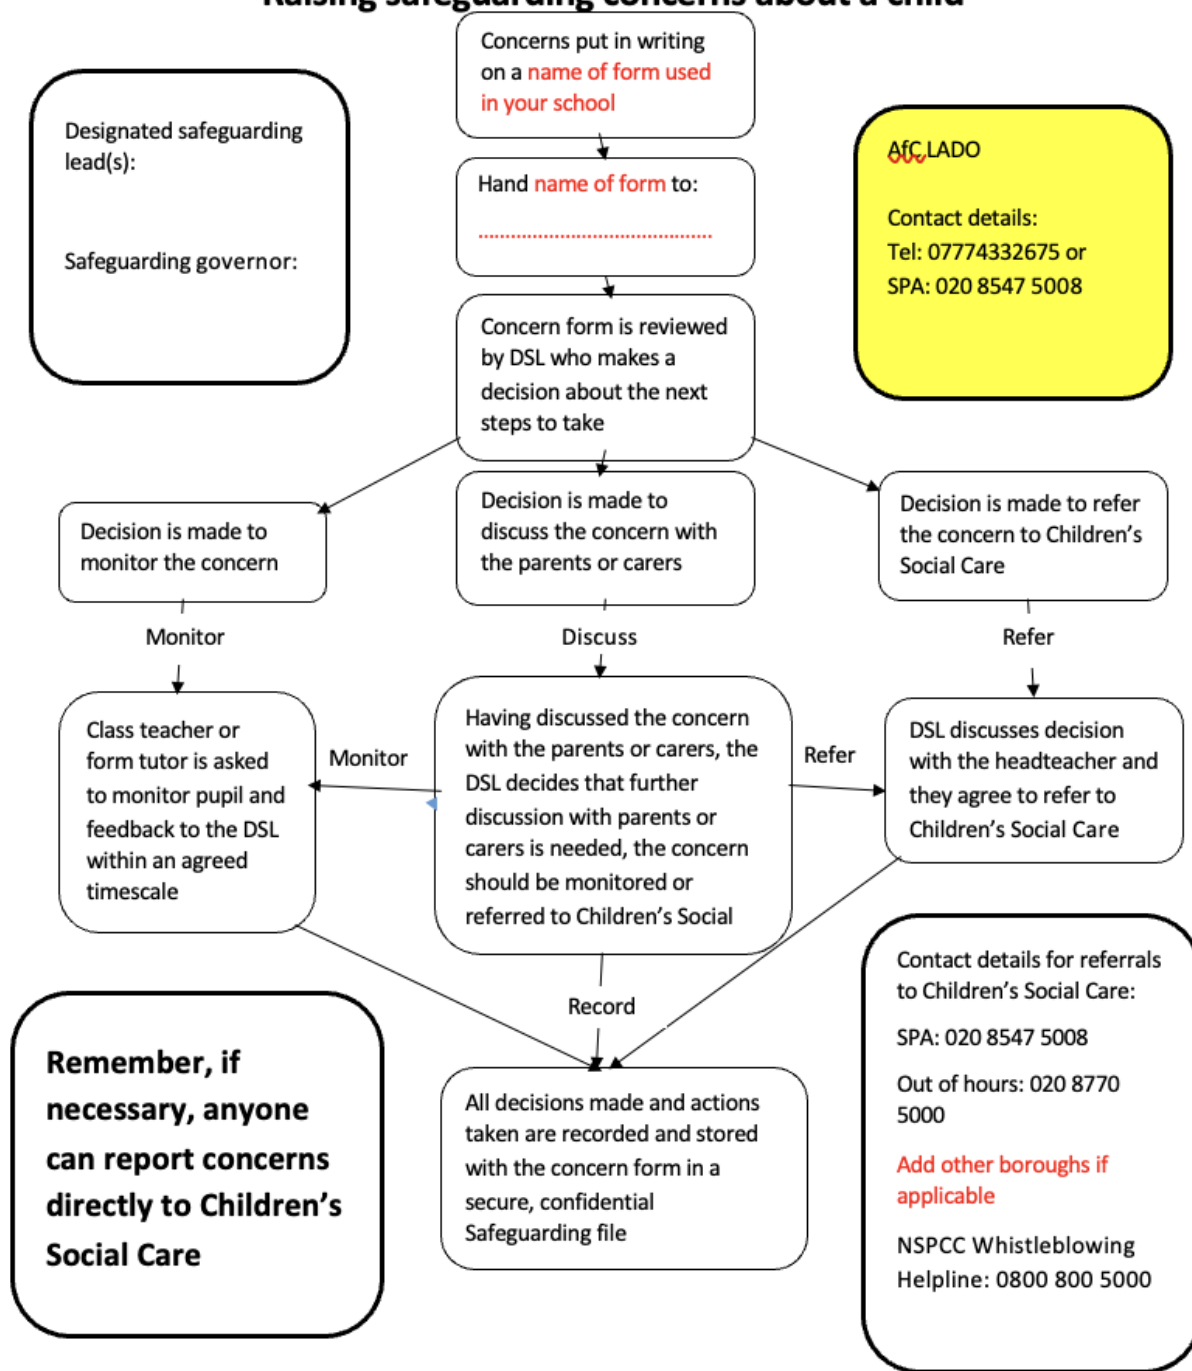 Raising safeguarding concerns about a child
Concerns put in writing
on a name of form used
in your school
Designated safeguarding
lead(s):
Safeguarding governor:
AfC LADO
Contact details:
Tel: 07774332675 or
SPA: 020 8547 5008
Hand name of form to:
............................................
Concern form is reviewed
by DSL who makes a
decision about the next
steps to take
Decision is made to
monitor the concern
Decision is made to
discuss the concern with
the parents or carers
Decision is made to refer
the concern to Children's
Social Care
Monitor
Discuss
Refer
Class teacher or
form tutor is asked
to monitor pupil and
feedback to the DSL
within an agreed
timescale
Monitor
Having discussed the concern
with the parents or carers, the
DSL decides that further
discussion with parents or
carers is needed, the concern
should be monitored or
referred to Children's Social
Refer
DSL discusses decision
with the headteacher and
they agree to refer to
Children's Social Care
Record
Remember, if
necessary, anyone
can report concerns
directly to Children's
Social Care
All decisions made and actions
taken are recorded and stored
with the concern form in a
secure, confidential
Safeguarding file
Contact details for referrals
to Children's Social Care:
SPA: 020 8547 5008
Out of hours: 020 8770
5000
Add other boroughs if
applicable
NSPCC Whistleblowing
Helpline: 0800 800 5000